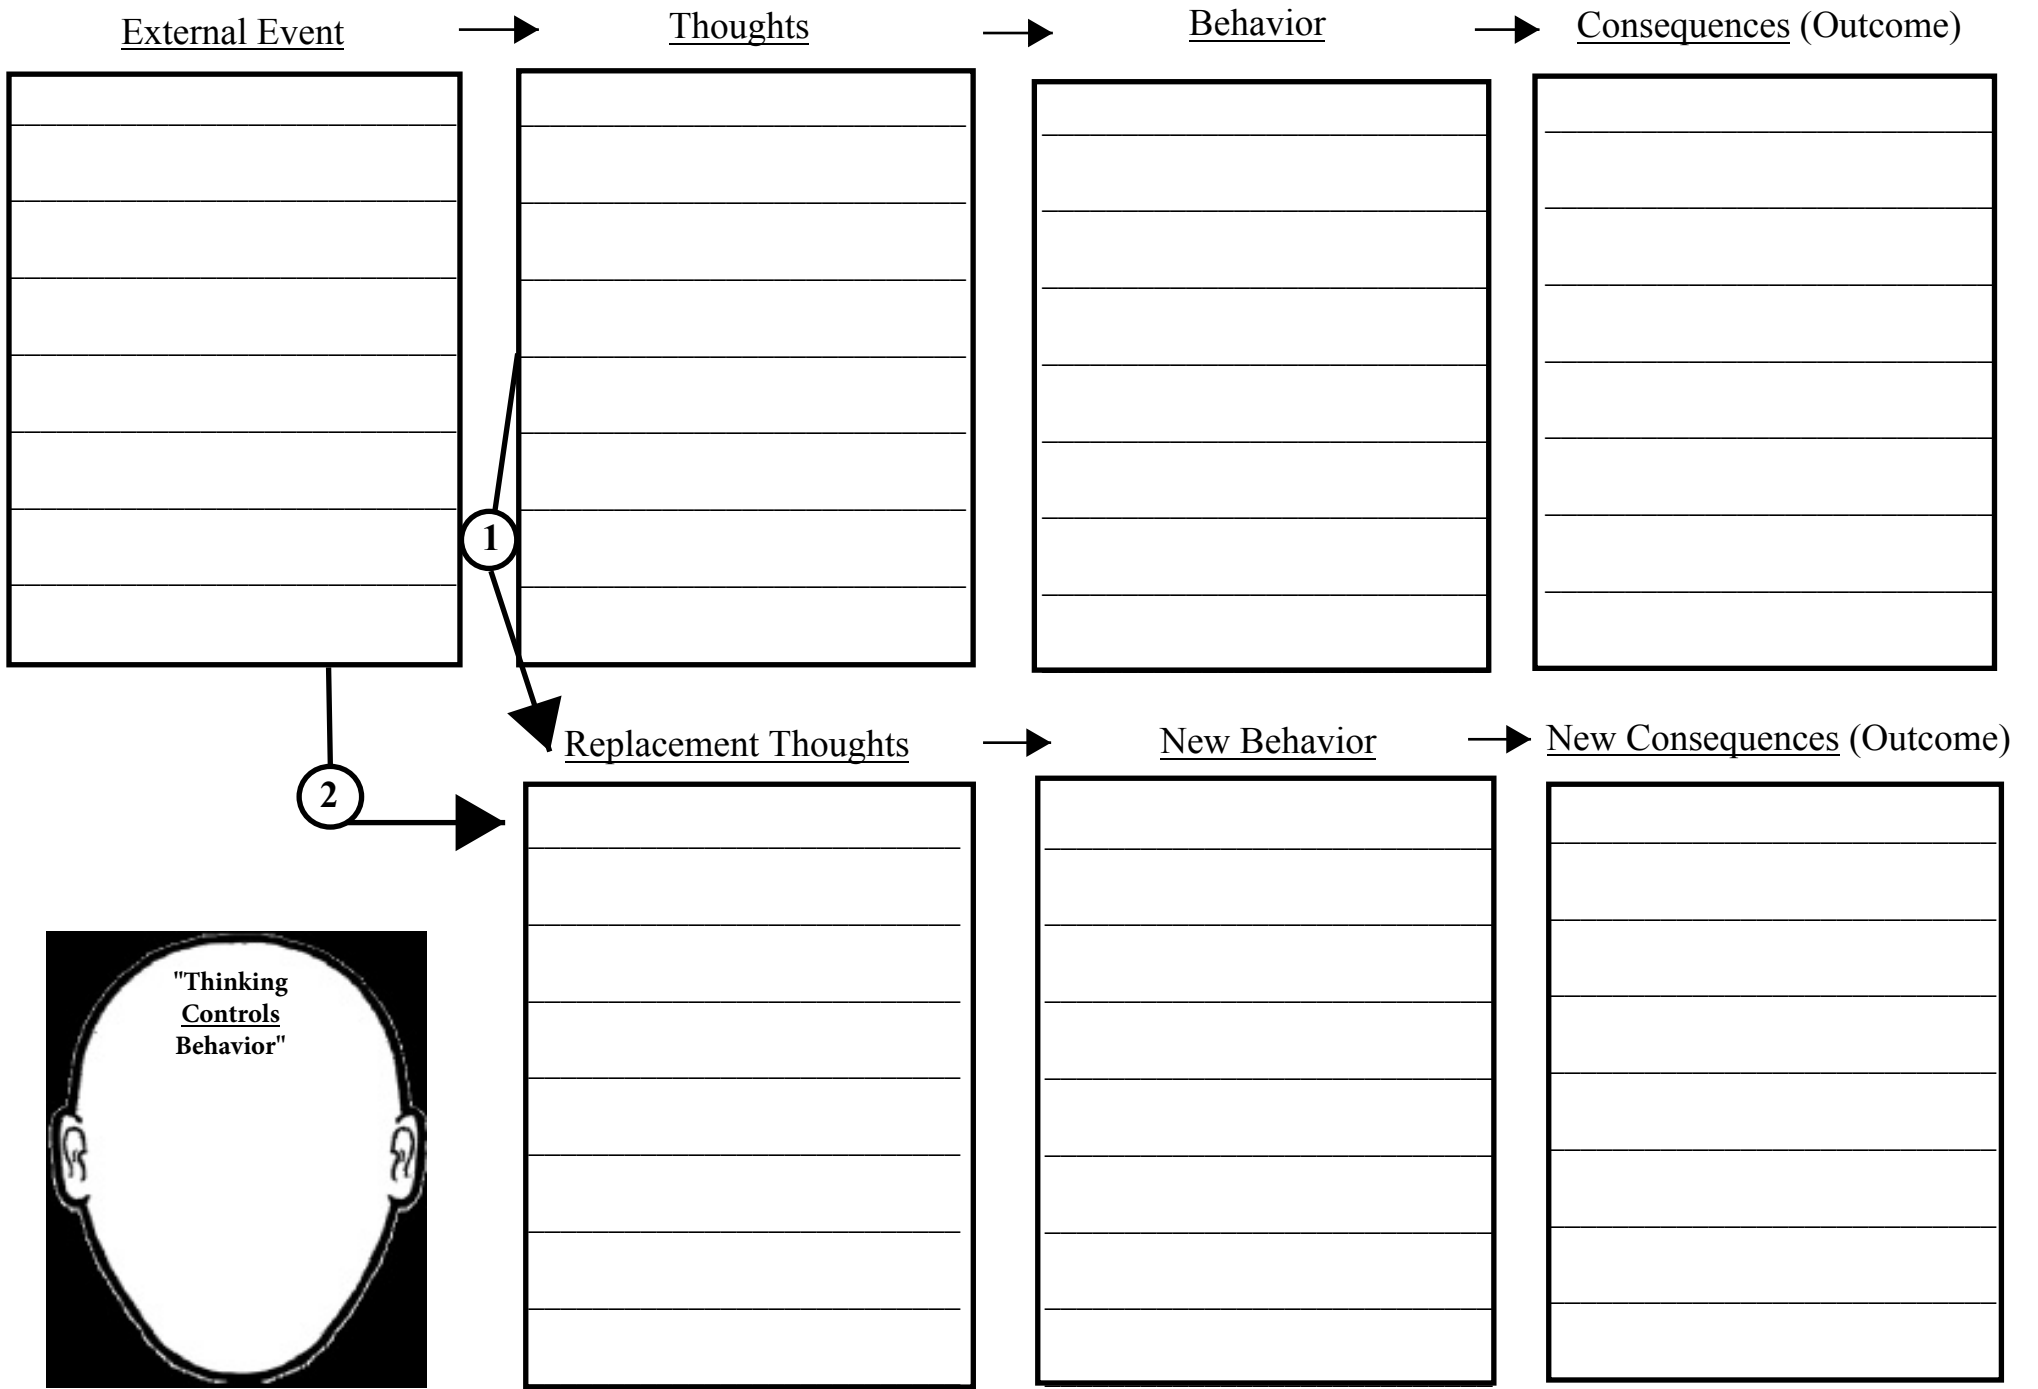 External Event
Thoughts
Behavior
Consequences (Outcome)
1
Replacement Thoughts
New Behavior
New Consequences (Outcome)
2
"Thinking
Controls
Behavior"